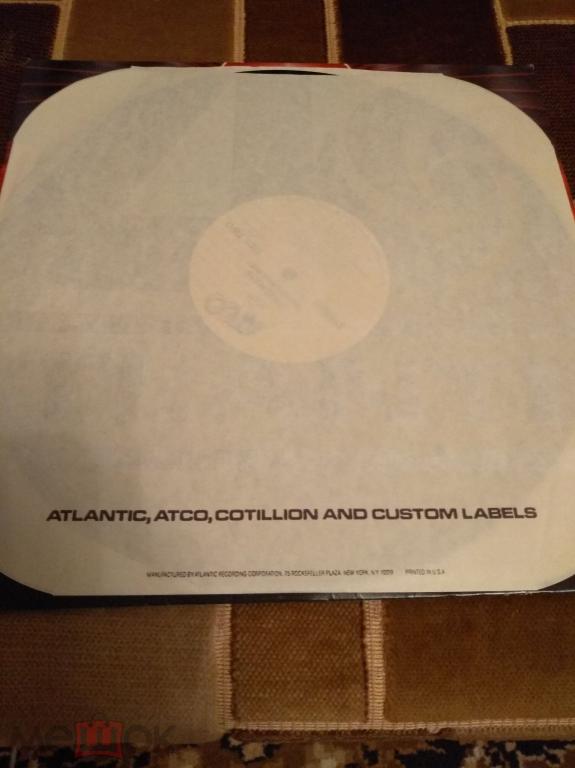 ATLANTIC, ATCO, COTILLION AND CUSTOM LABELS
MANUFACTURED BY ATLANTIC RECORDING CORPORATION, 75 ROCKEFELLER PLAZA, NEW YORK, N.Y. 10019 PRINTED IN U.S.A.
мешок